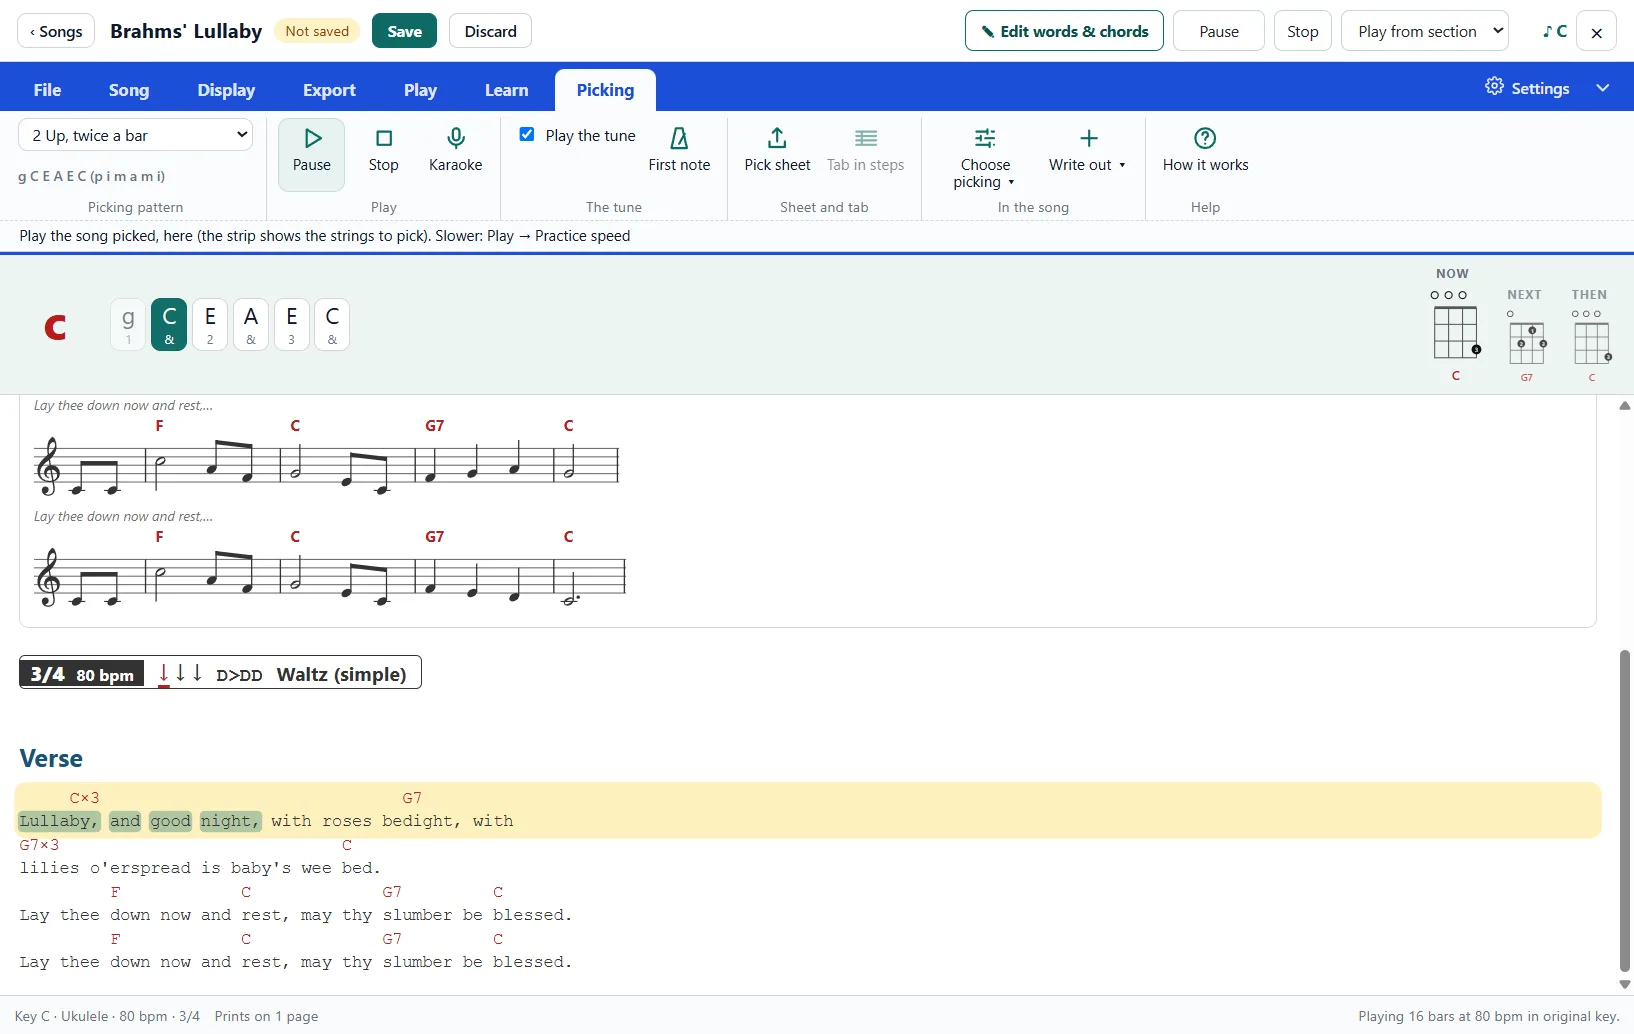 ‹ Songs Brahms' Lullaby Not saved Save Discard Edit words & chords Pause Stop Play from section ♪ C ×
File Song Display Export Play Learn Picking Settings
2 Up, twice a bar
g C E A E C (p i m a m i)
Picking pattern
Pause Stop Karaoke
Play
Play the tune First note
The tune
Pick sheet Tab in steps
Sheet and tab
Choose picking ▾ Write out ▾
In the song
How it works
Help
Play the song picked, here (the strip shows the strings to pick). Slower: Play → Practice speed
C g C E A E C
1 & 2 & 3 &
NOW NEXT THEN
3 1 2 3 3
C G7 C
Lay thee down now and rest,...
F C G7 C
Lay thee down now and rest,...
F C G7 C
3/4 80 bpm ↓ ↓ ↓ D>DD Waltz (simple)
Verse
C×3 G7
Lullaby, and good night, with roses bedight, with
G7×3 C
lilies o'erspread is baby's wee bed.
F C G7 C
Lay thee down now and rest, may thy slumber be blessed.
F C G7 C
Lay thee down now and rest, may thy slumber be blessed.
Key C · Ukulele · 80 bpm · 3/4 Prints on 1 page Playing 16 bars at 80 bpm in original key.